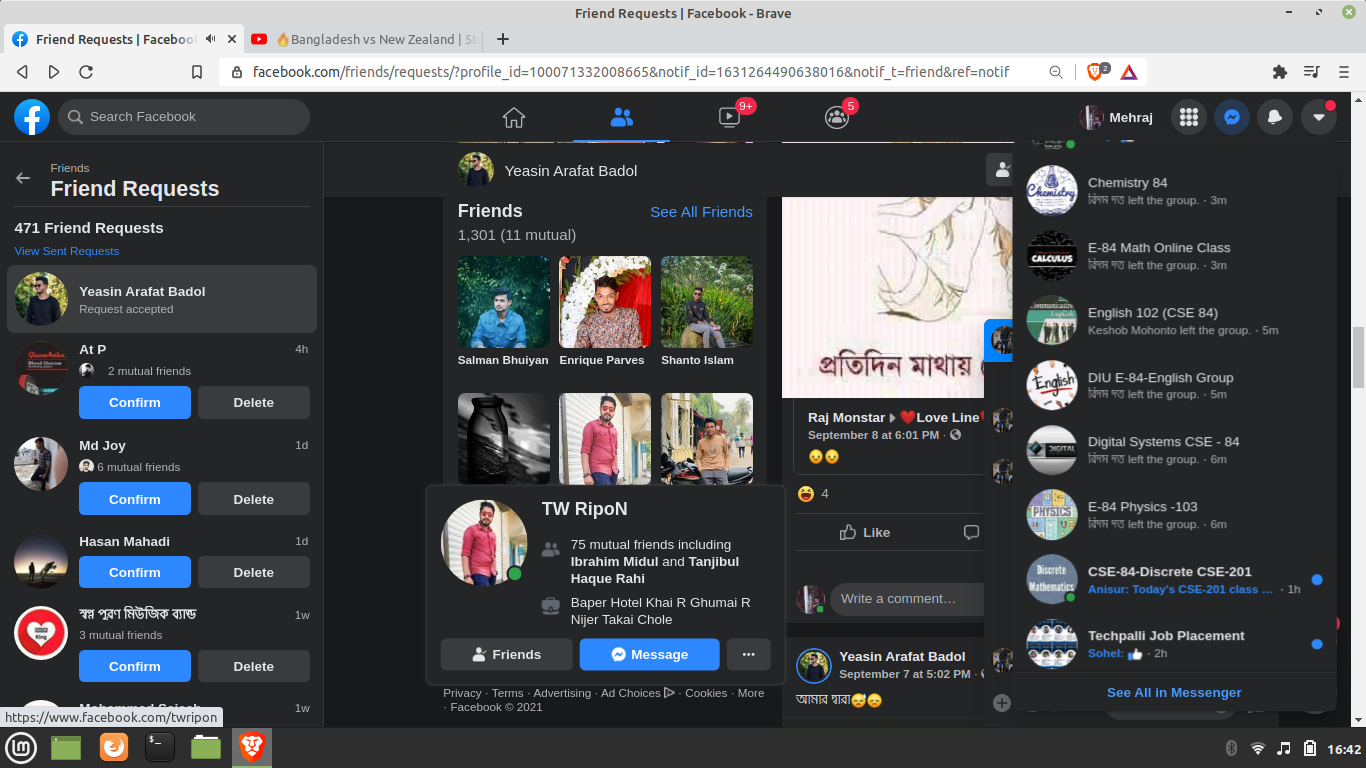 Friend Requests | Facebook - Brave
Friend Requests | Faceboo
🔥Bangladesh vs New Zealand | 
facebook.com/friends/requests/?profile_id=100071332008665&notif_id=1631264490638016&notif_t=friend&ref=notif
2
Search Facebook
9+
5
Mehraj
Friends
Friend Requests
471 Friend Requests
View Sent Requests
Yeasin Arafat Badol
Request accepted
At P
4h
2 mutual friends
Confirm
Delete
Md Joy
1d
6 mutual friends
Confirm
Delete
Hasan Mahadi
1d
Confirm
Delete
স্বপ্ন পুরণ মিউজিক ব্যান্ড
1w
3 mutual friends
Confirm
Delete
1w
https://www.facebook.com/twripon
Yeasin Arafat Badol
Friends
See All Friends
1,301 (11 mutual)
Salman Bhuiyan
Enrique Parves
Shanto Islam
TW RipoN
75 mutual friends including
Ibrahim Midul and Tanjibul
Haque Rahi
Baper Hotel Khai R Ghumai R
Nijer Takai Chole
Friends
Message
Privacy · Terms · Advertising · Ad Choices · Cookies · More
· Facebook © 2021
প্রতিদিন মাথায়
Raj Monstar ▸ ❤️Love Line
September 8 at 6:01 PM ·
😥😥
4
Like
Write a comment…
Yeasin Arafat Badol
September 7 at 5:02 PM ·
আমার দ্বারা😅😞
Chemistry 84
left the group. · 3m
E-84 Math Online Class
left the group. · 3m
English 102 (CSE 84)
Keshob Mohonto left the group. · 5m
DIU E-84-English Group
left the group. · 5m
Digital Systems CSE - 84
left the group. · 6m
E-84 Physics -103
left the group. · 6m
CSE-84-Discrete CSE-201
Anisur: Today's CSE-201 class … · 1h
Techpalli Job Placement
Sohel: 👍 · 2h
See All in Messenger
Chemistry
CALCULUS
English
DIGITAL
PHYSICS
Discrete
Mathematics
16:42